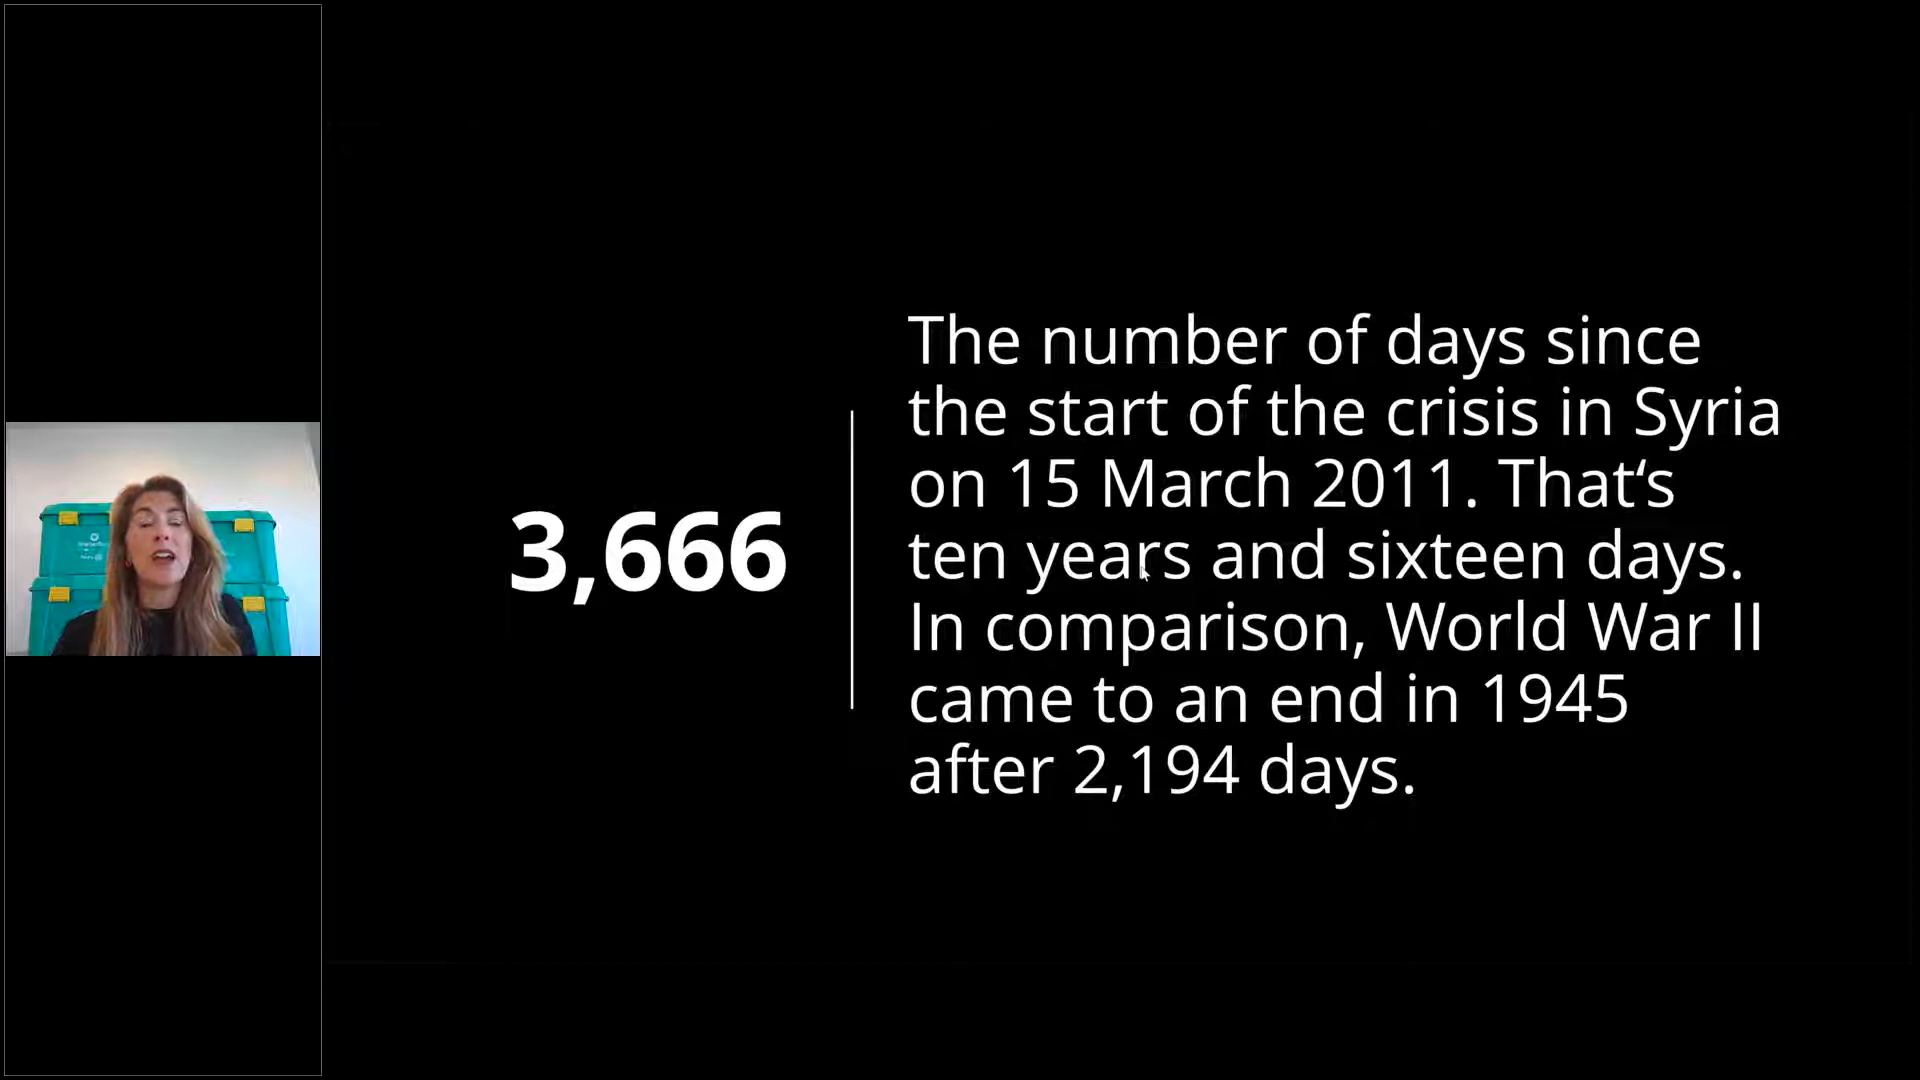 3,666
The number of days since
the start of the crisis in Syria
on 15 March 2011. That‘s
ten years and sixteen days.
In comparison, World War II
came to an end in 1945
after 2,194 days.